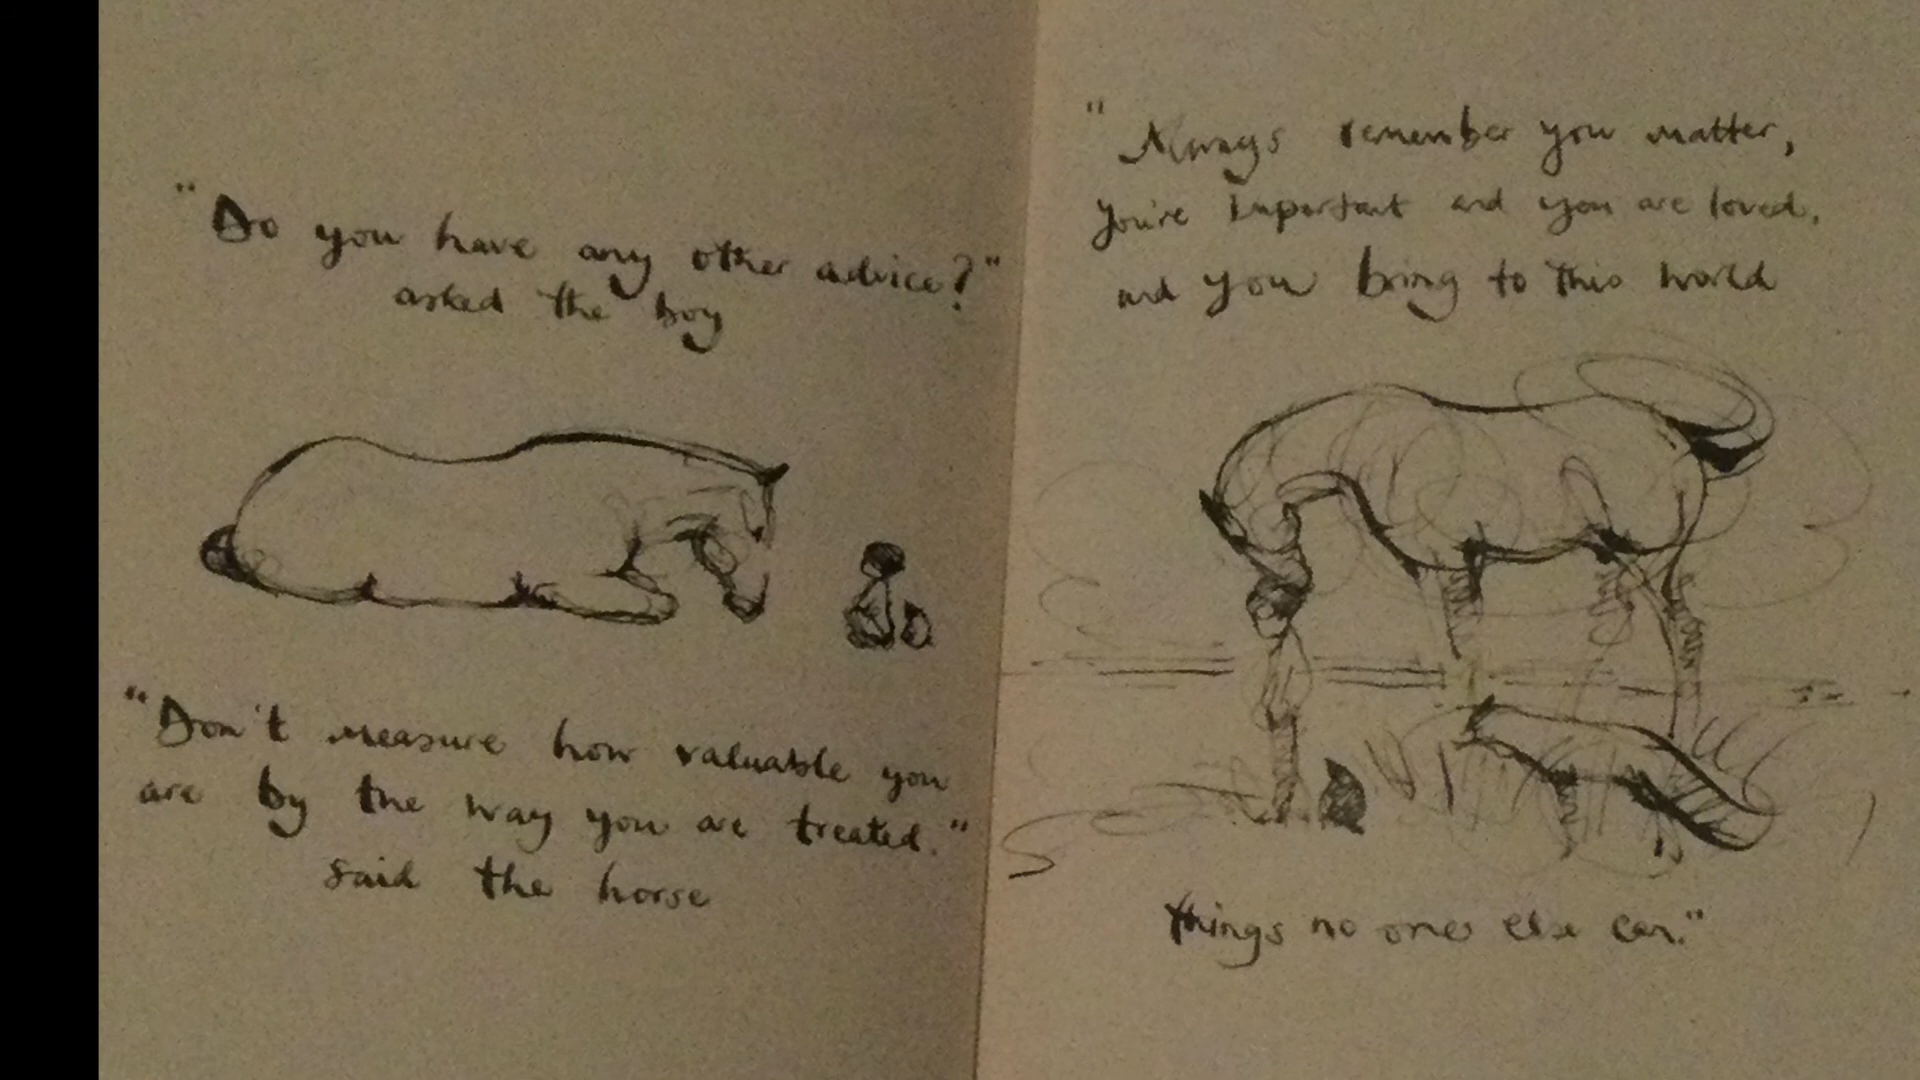 "Do you have any other advice?"
asked the boy
"Don't measure how valuable you
are by the way you are treated."
said the horse
"Always remember you matter,
you're important and you are loved,
and you bring to this world
things no one else can."